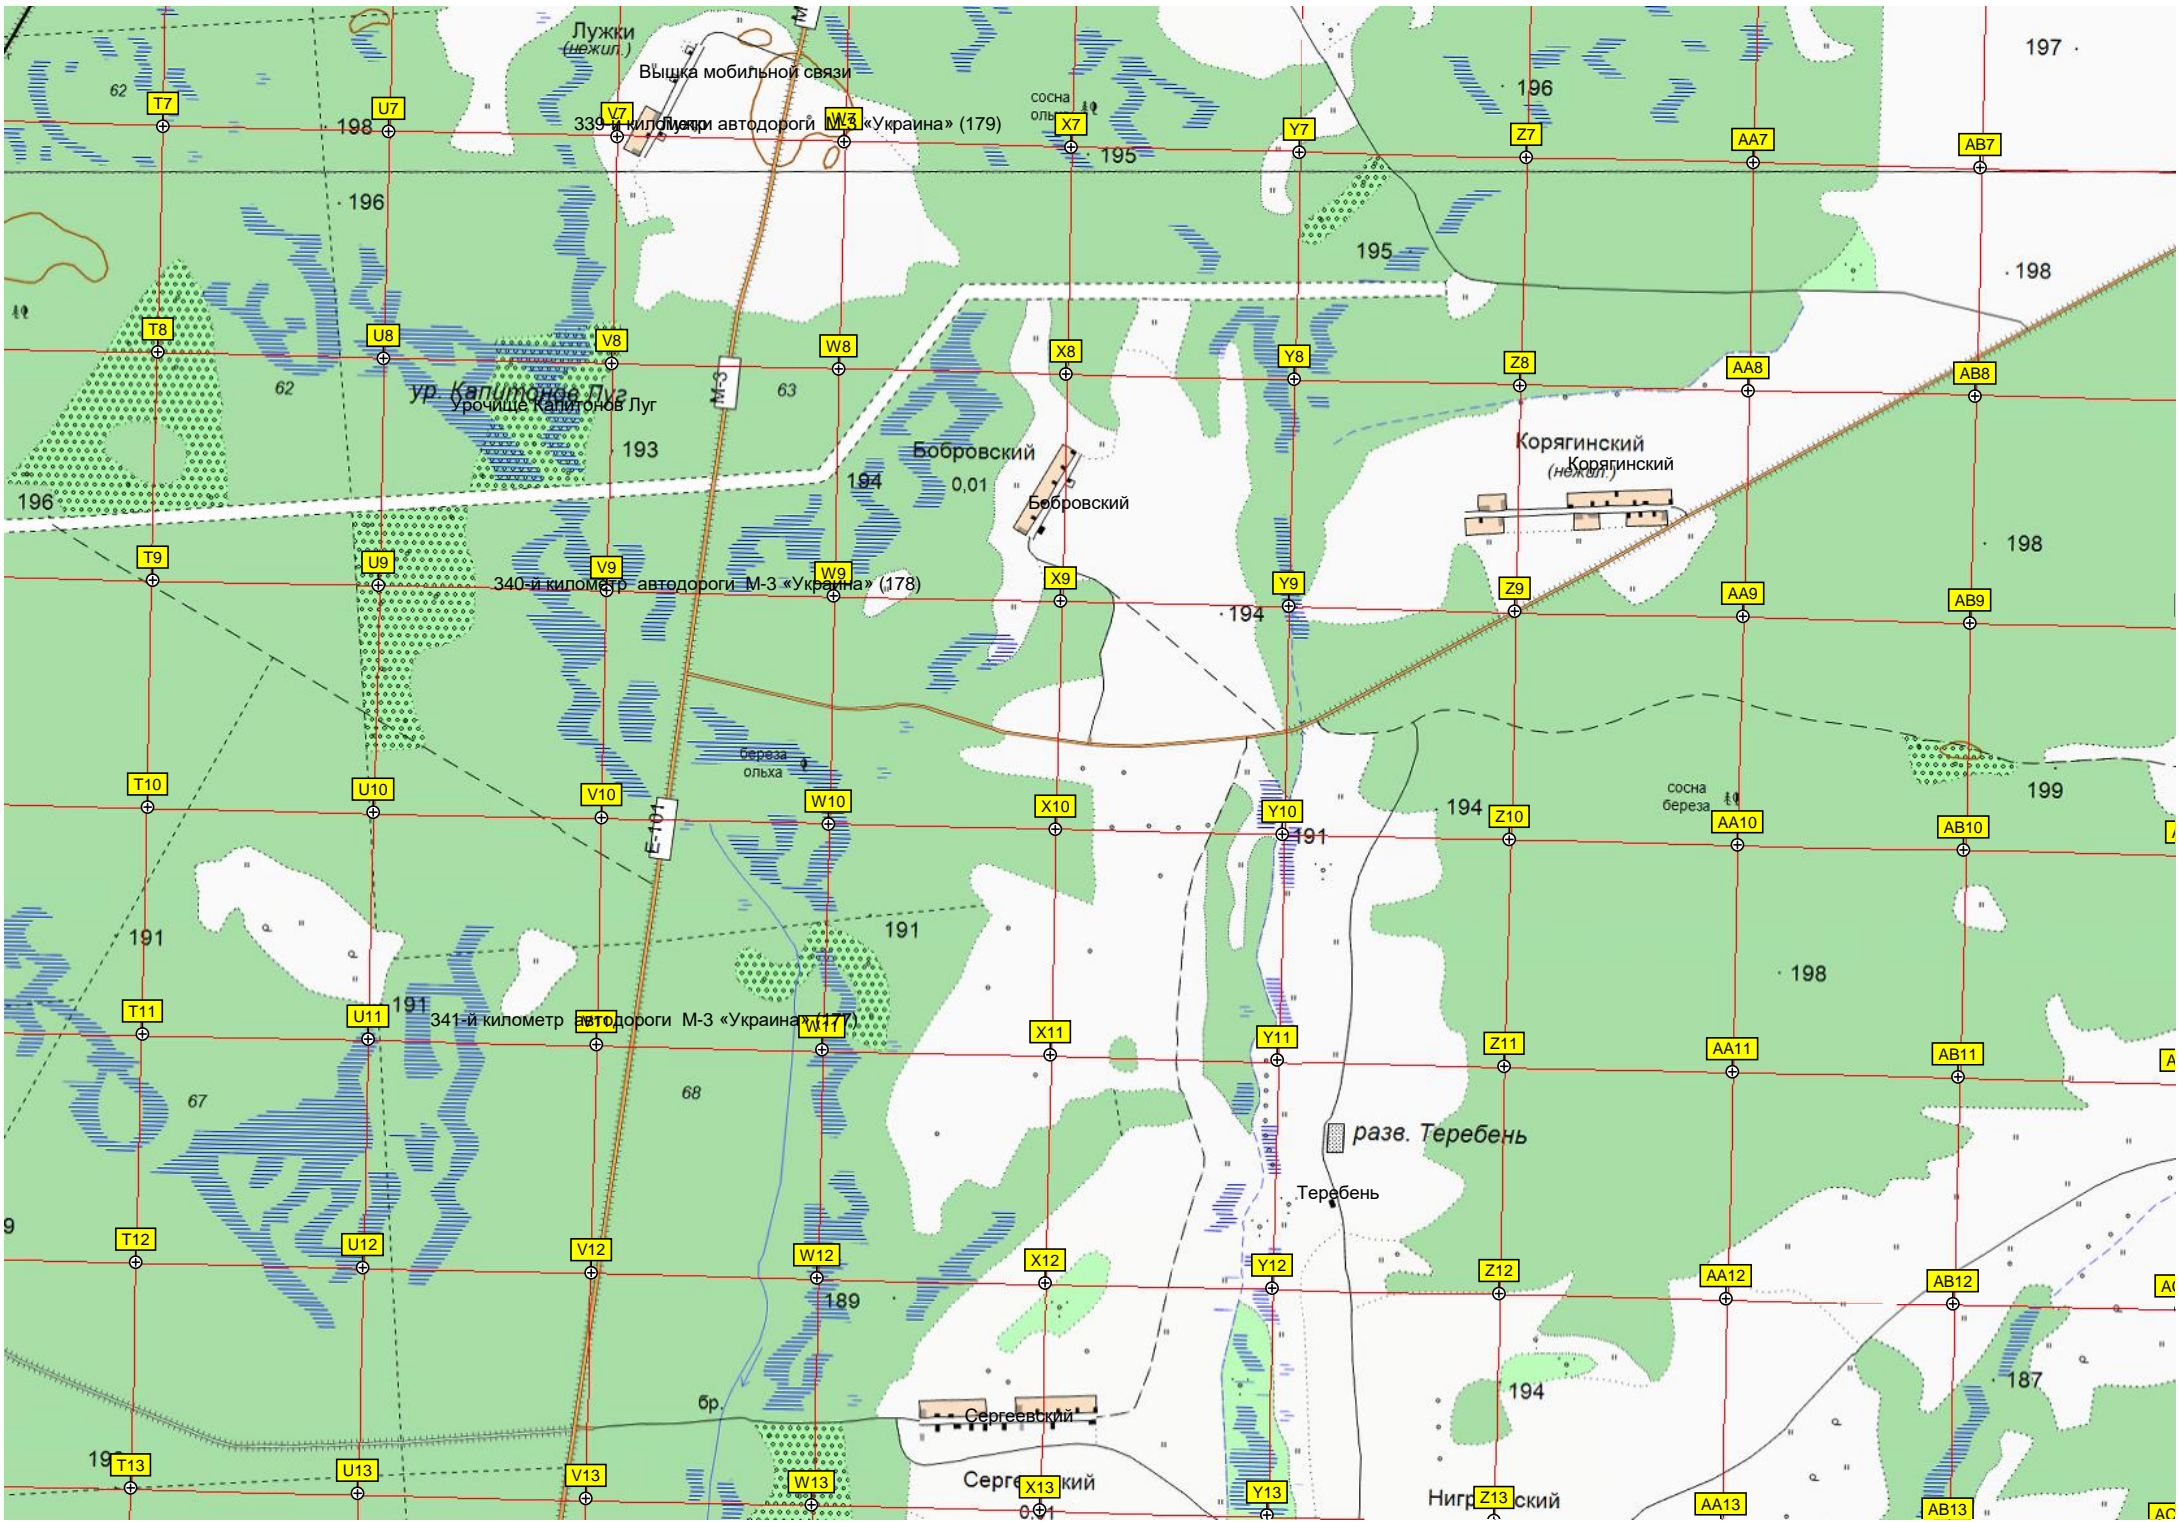 Лужки
(нежил.)
197
Вышка мобильной связи
62
196
T7
U7
V7
W7
X7
Y7
Z7
AA7
AB7
сосна
198
339-й километр автодороги М-3 «Украина» (179)
Лужки
195
196
195
198
T8
U8
V8
W8
X8
Y8
Z8
AA8
AB8
62
ур. Капитонов Луг
Урочище Капитонов Луг
М-3
63
193
Бобровский
0,01
Бобровский
194
Корягинский
(нежил.)
Корягинский
196
198
T9
U9
V9
W9
X9
Y9
Z9
AA9
AB9
340-й километр автодороги М-3 «Украина» (178)
194
береза
ольха
сосна
береза
199
T10
U10
V10
W10
X10
Y10
Z10
AA10
AB10
E-101
194
191
191
191
198
T11
U11
V11
W11
X11
Y11
Z11
AA11
AB11
191
341-й километр автодороги М-3 «Украина» (177)
67
68
разв. Теребень
Теребень
9
T12
U12
V12
W12
X12
Y12
Z12
AA12
AB12
189
194
187
бр.
Сергеевский
T13
U13
V13
W13
X13
Y13
Z13
AA13
AB13
Сергеевский
0,01